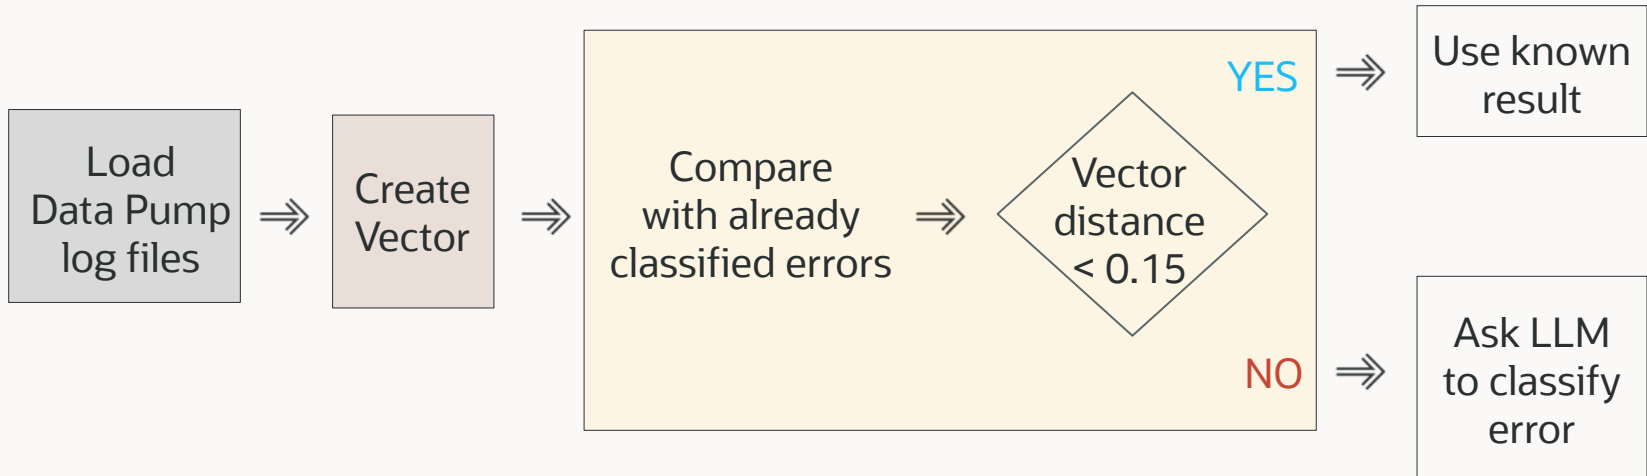 Load
Data Pump
log files
Create
Vector
Compare
with already
classified errors
Vector
distance
< 0.15
YES
Use known
result
NO
Ask LLM
to classify
error